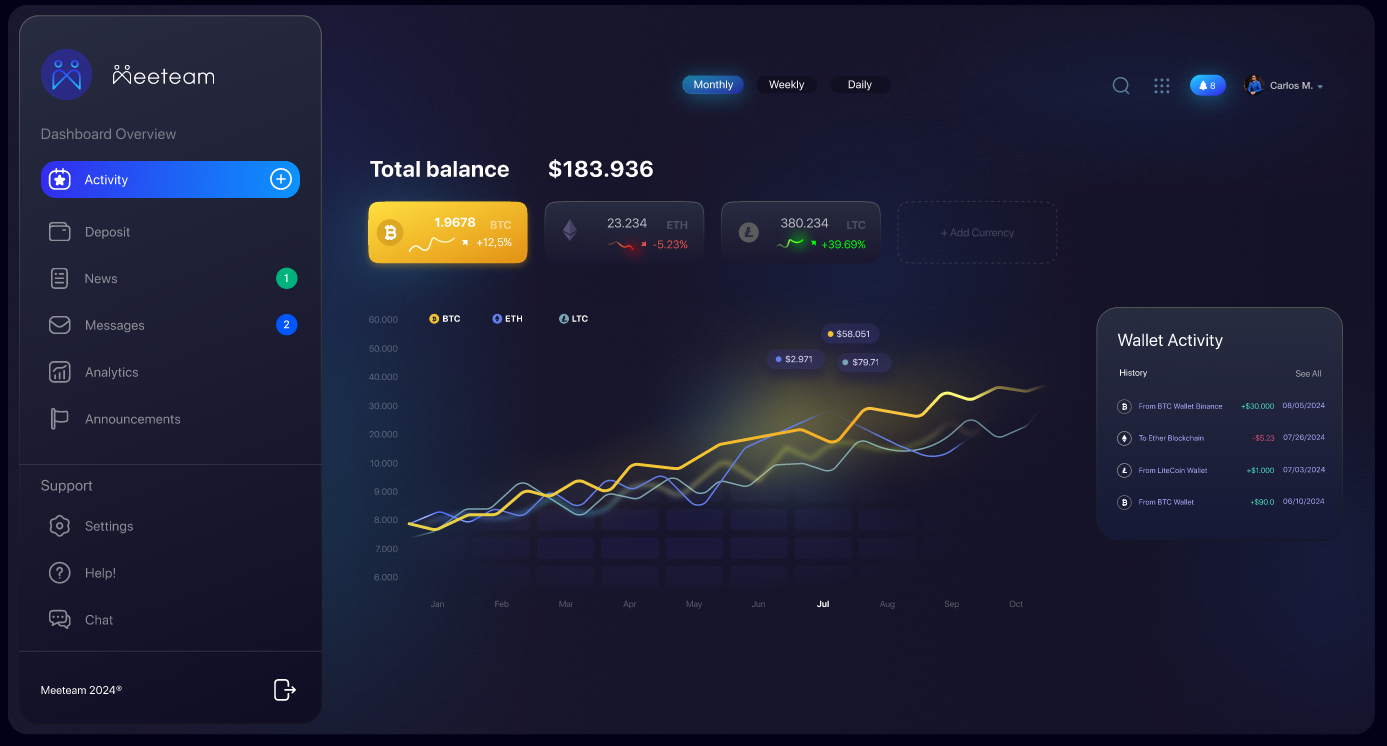 Meeteam
Dashboard Overview
Activity
Deposit
News 1
Messages 2
Analytics
Announcements
Support
Settings
Help!
Chat
Meeteam 2024®
Monthly Weekly Daily
8 Carlos M.
Total balance $183.936
1.9678 BTC
+12,5%
23.234 ETH
-5.23%
380.234 LTC
+39.69%
+ Add Currency
BTC ETH LTC
60.000
50.000
40.000
30.000
20.000
10.000
9.000
8.000
7.000
6.000
$58.051
$2.971
$79.71
Jan Feb Mar Apr May Jun Jul Aug Sep Oct
Wallet Activity
History See All
From BTC Wallet Binance +$30.000 08/05/2024
To Ether Blockchain -$5.23 07/26/2024
From LiteCoin Wallet +$1.000 07/03/2024
From BTC Wallet +$90.0 06/10/2024